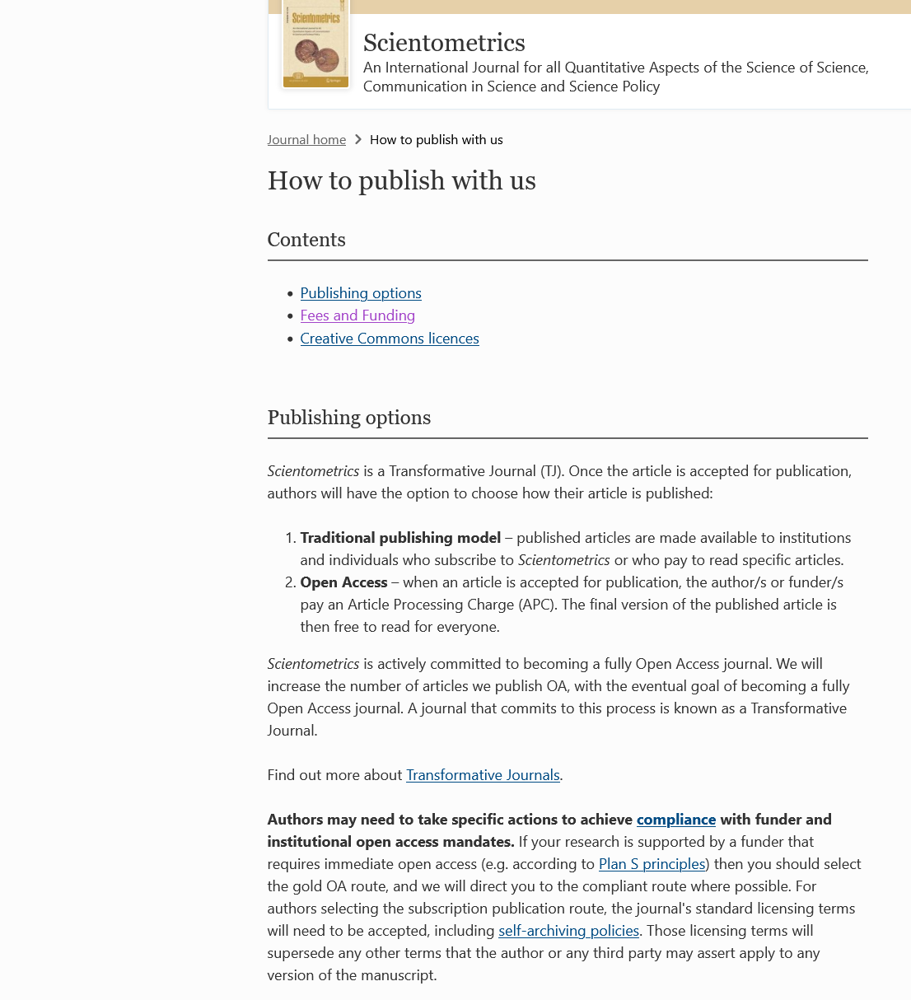 Scientometrics
Scientometrics
An International Journal for all Quantitative Aspects of the Science of Science,
Communication in Science and Science Policy
Journal home > How to publish with us
How to publish with us
Contents
• Publishing options
• Fees and Funding
• Creative Commons licences
Publishing options
Scientometrics is a Transformative Journal (TJ). Once the article is accepted for publication,
authors will have the option to choose how their article is published:
1. Traditional publishing model – published articles are made available to institutions
and individuals who subscribe to Scientometrics or who pay to read specific articles.
2. Open Access – when an article is accepted for publication, the author/s or funder/s
pay an Article Processing Charge (APC). The final version of the published article is
then free to read for everyone.
Scientometrics is actively committed to becoming a fully Open Access journal. We will
increase the number of articles we publish OA, with the eventual goal of becoming a fully
Open Access journal. A journal that commits to this process is known as a Transformative
Journal.
Find out more about Transformative Journals.
Authors may need to take specific actions to achieve compliance with funder and
institutional open access mandates. If your research is supported by a funder that
requires immediate open access (e.g. according to Plan S principles) then you should select
the gold OA route, and we will direct you to the compliant route where possible. For
authors selecting the subscription publication route, the journal's standard licensing terms
will need to be accepted, including self-archiving policies. Those licensing terms will
supersede any other terms that the author or any third party may assert apply to any
version of the manuscript.